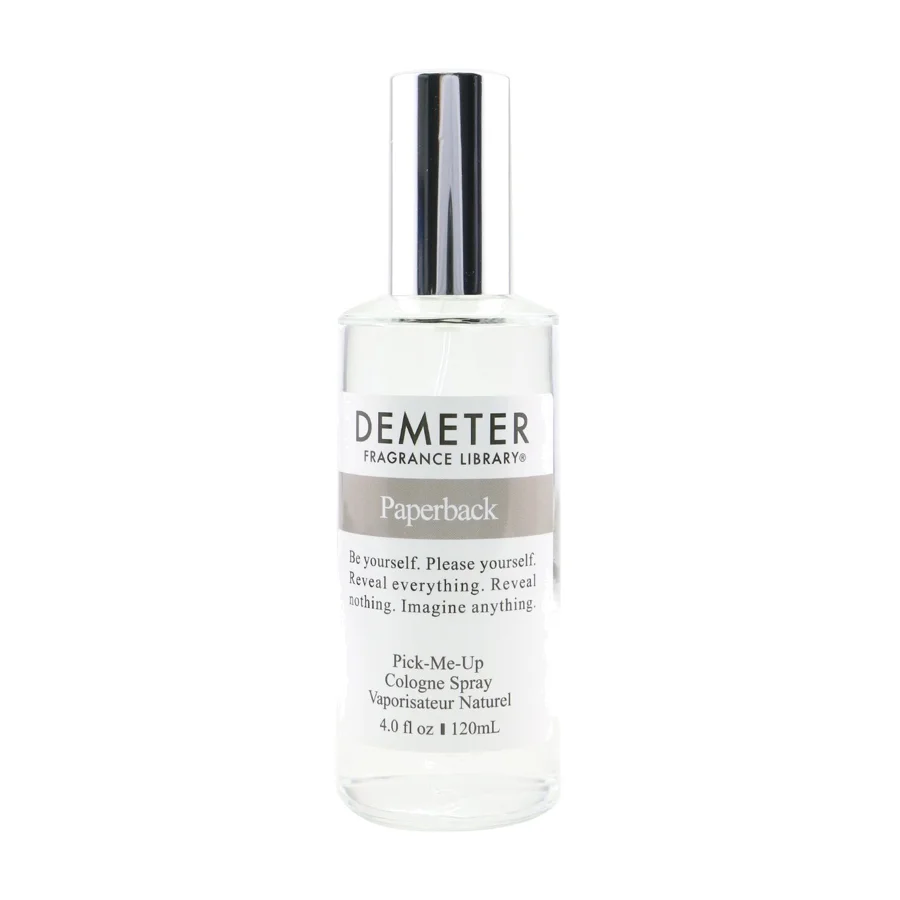 DEMETER
FRAGRANCE LIBRARY®
Paperback
Be yourself. Please yourself.
Reveal everything. Reveal
nothing. Imagine anything.
Pick-Me-Up
Cologne Spray
Vaporisateur Naturel
4.0 fl oz ▮ 120mL